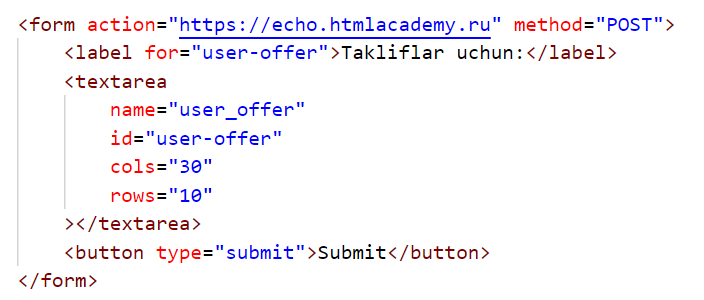 <form action="https://echo.htmlacademy.ru" method="POST">
<label for="user-offer">Takliflar uchun:</label>
<textarea
name="user_offer"
id="user-offer"
cols="30"
rows="10"
></textarea>
<button type="submit">Submit</button>
</form>